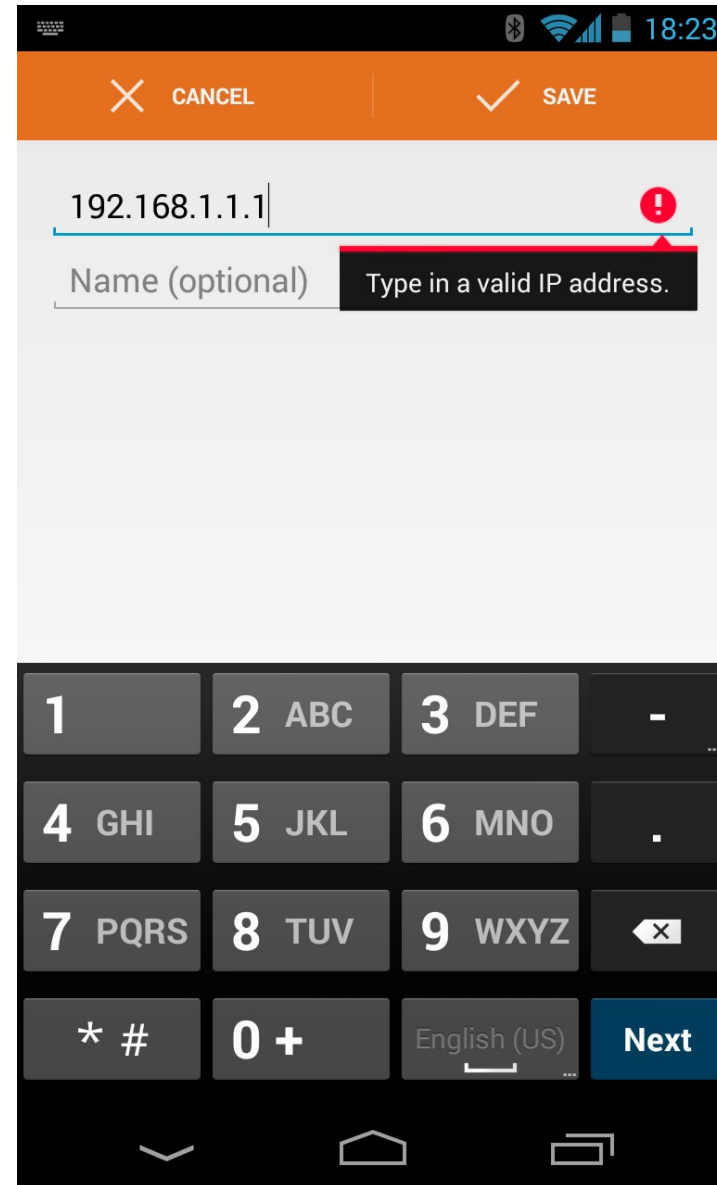 18:23
CANCEL SAVE
192.168.1.1.1
Name (optional)
Type in a valid IP address.
1 2 ABC 3 DEF -
4 GHI 5 JKL 6 MNO .
7 PQRS 8 TUV 9 WXYZ
* # 0 + English (US) Next